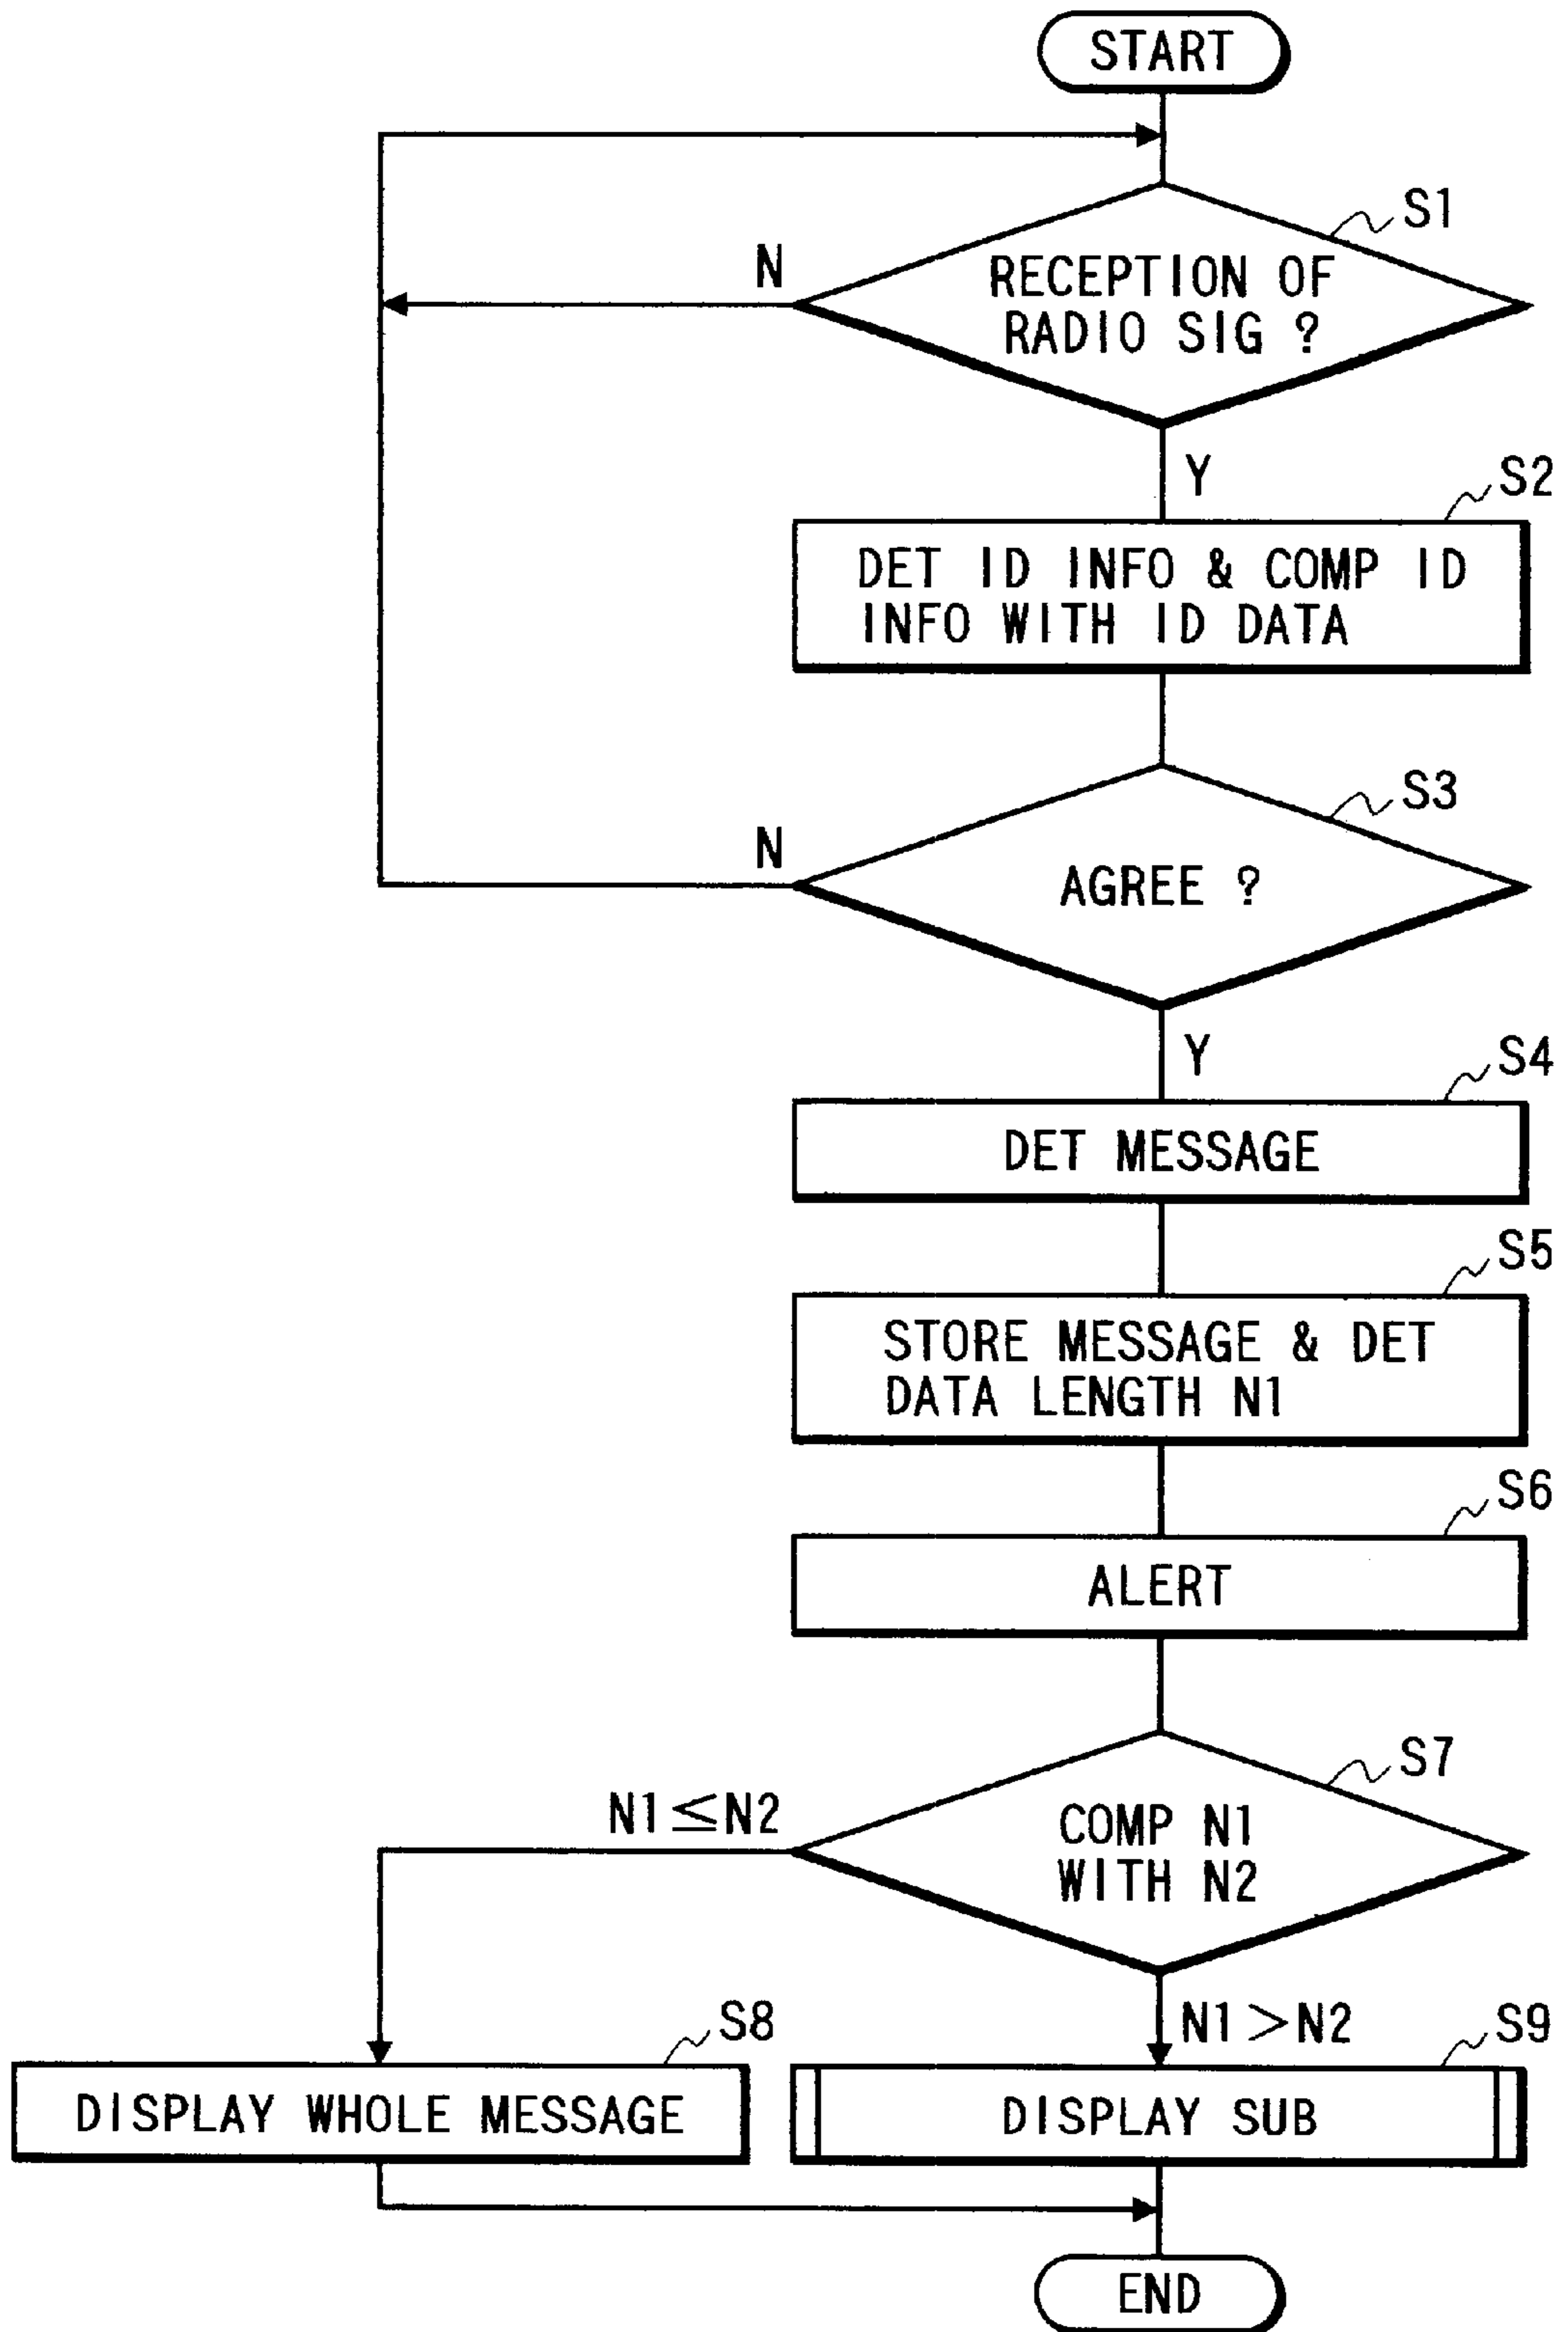 START
S1
N
RECEPTION OF
RADIO SIG ?
Y
S2
DET ID INFO & COMP ID
INFO WITH ID DATA
S3
N
AGREE ?
Y
S4
DET MESSAGE
S5
STORE MESSAGE & DET
DATA LENGTH N1
S6
ALERT
S7
N1≦N2
COMP N1
WITH N2
N1>N2
S8
S9
DISPLAY WHOLE MESSAGE
DISPLAY SUB
END